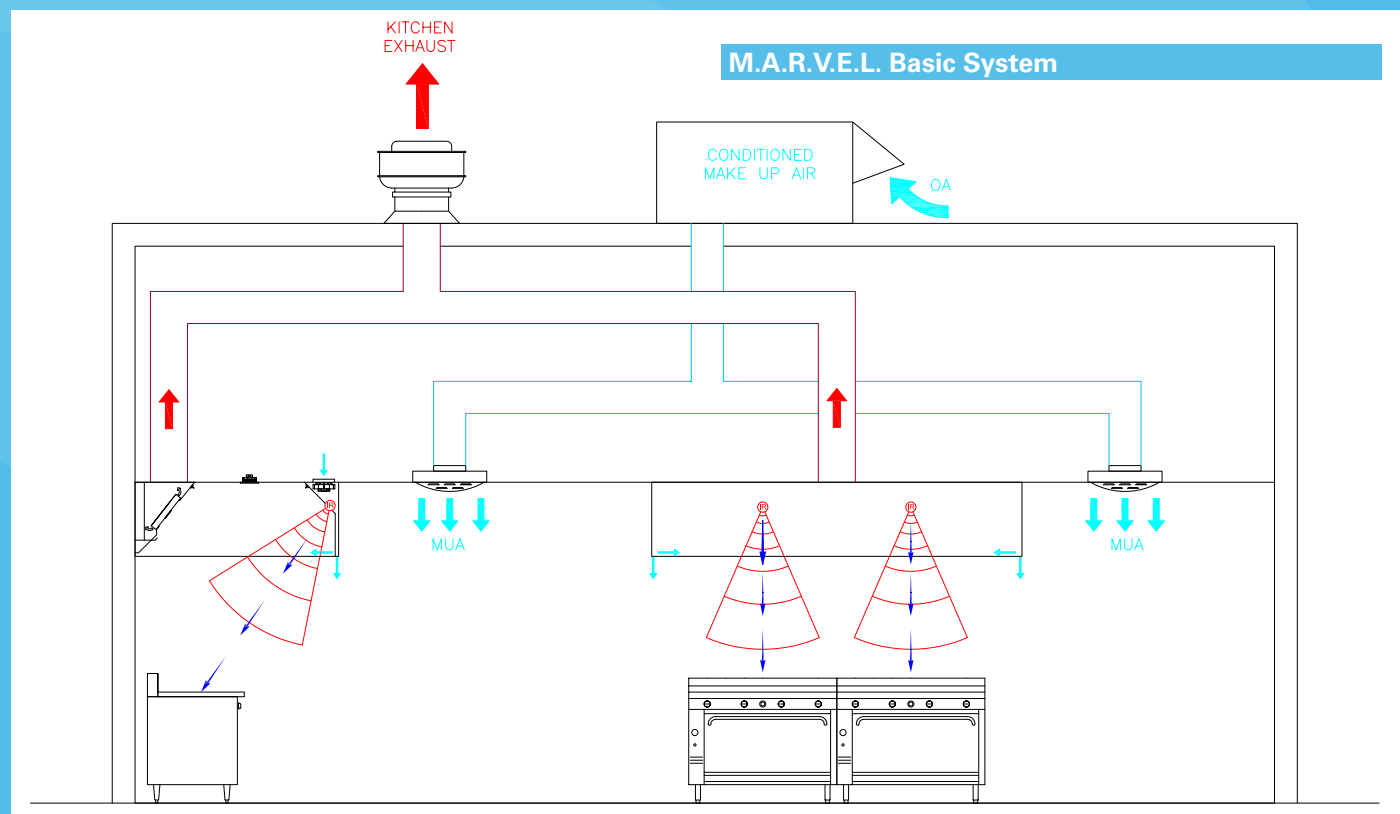 KITCHEN
EXHAUST
M.A.R.V.E.L. Basic System
CONDITIONED
MAKE UP AIR
OA
IR
IR
IR
MUA
MUA